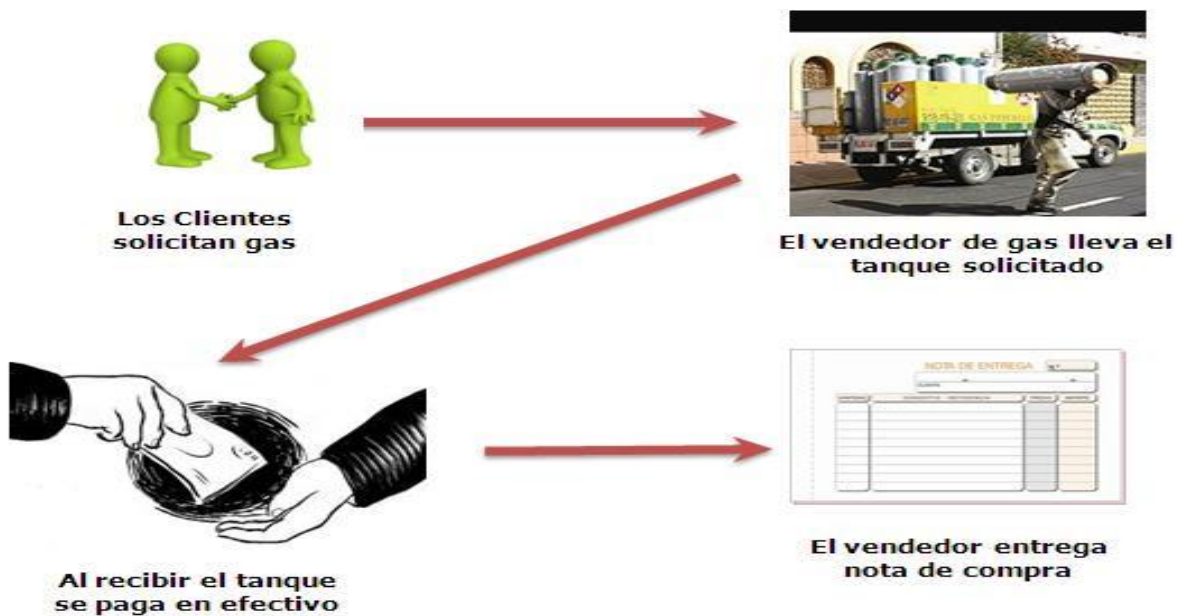 Los Clientes
solicitan gas
El vendedor de gas lleva el
tanque solicitado
Al recibir el tanque
se paga en efectivo
NOTA DE ENTREGA
El vendedor entrega
nota de compra